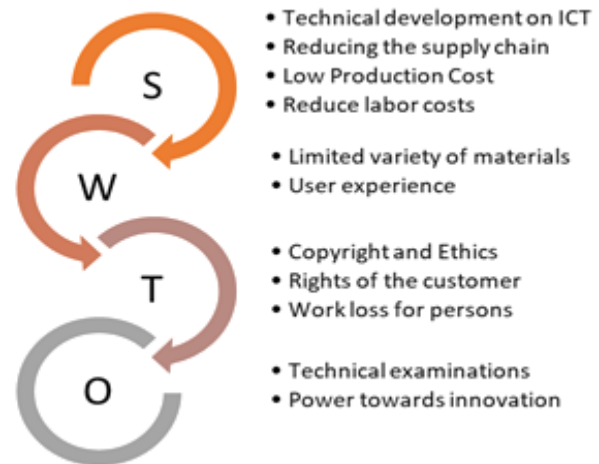 S
• Technical development on ICT
• Reducing the supply chain
• Low Production Cost
• Reduce labor costs
W
• Limited variety of materials
• User experience
T
• Copyright and Ethics
• Rights of the customer
• Work loss for persons
O
• Technical examinations
• Power towards innovation